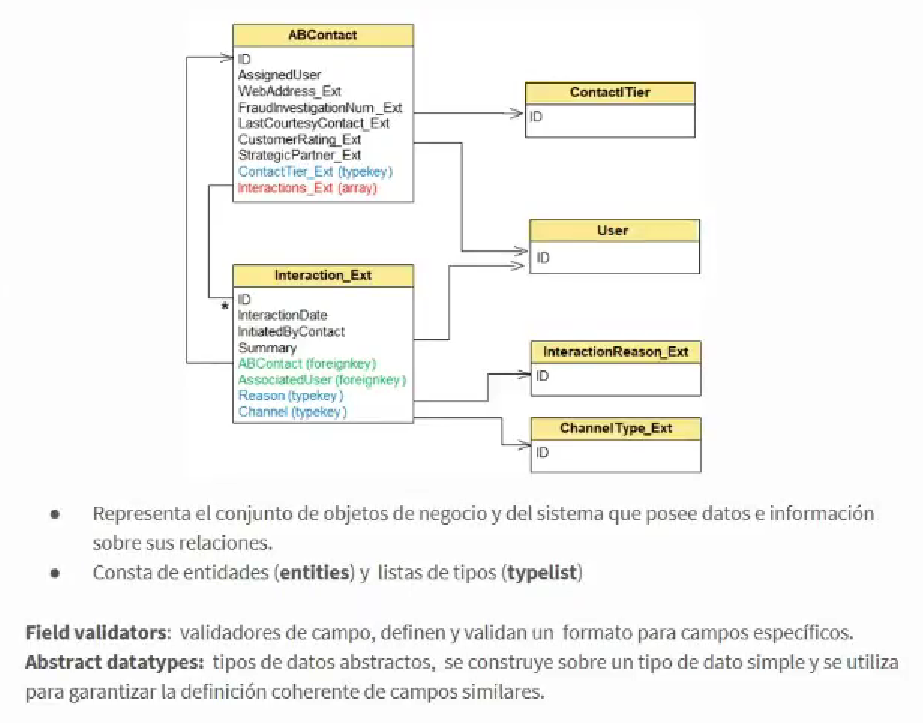 ABContact
ID
AssignedUser
WebAddress_Ext
FraudInvestigationNum_Ext
LastCourtesyContact_Ext
CustomerRating_Ext
StrategicPartner_Ext
ContactTier_Ext (typekey)
Interactions_Ext (array)
ContactlTier
ID
User
ID
Interaction_Ext
*
ID
InteractionDate
InitiatedByContact
Summary
ABContact (foreignkey)
AssociatedUser (foreignkey)
Reason (typekey)
Channel (typekey)
InteractionReason_Ext
ID
ChannelType_Ext
ID
• Representa el conjunto de objetos de negocio y del sistema que posee datos e información
sobre sus relaciones.
• Consta de entidades (entities) y listas de tipos (typelist)
Field validators: validadores de campo, definen y validan un formato para campos específicos.
Abstract datatypes: tipos de datos abstractos, se construye sobre un tipo de dato simple y se utiliza
para garantizar la definición coherente de campos similares.